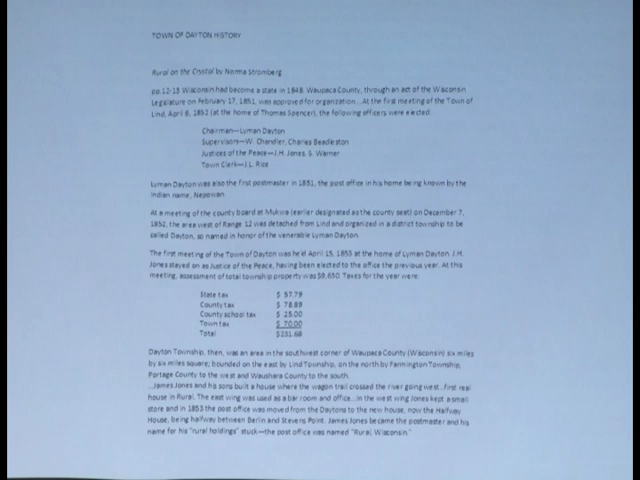 TOWN OF DAYTON HISTORY
Rural on the Crystal by Norma Stromberg
pp.12-13 Wisconsin had become a state in 1848. Waupaca County, through an act of the Wisconsin
Legislature on February 17, 1851, was approved for organization...At the first meeting of the Town of
Lind, April 6, 1852 (at the home of Thomas Spencer), the following officers were elected:
Chairman—Lyman Dayton
Supervisors—W. Chandler, Charles Beadleston
Justices of the Peace—J.H. Jones, S. Warner
Town Clerk—J.L. Rice
Lyman Dayton was also the first postmaster in 1851, the post office in his home being known by the
Indian name, Nepowan.
At a meeting of the county board at Mukwa (earlier designated as the county seat) on December 7,
1852, the area west of Range 12 was detached from Lind and organized in a district township to be
called Dayton, so named in honor of the venerable Lyman Dayton.
The first meeting of the Town of Dayton was held April 15, 1853 at the home of Lyman Dayton. J.H.
Jones stayed on as Justice of the Peace, having been elected to the office the previous year. At this
meeting, assessment of total township property was $9,650. Taxes for the year were:
State tax $ 57.79
County tax $ 78.89
County school tax $ 25.00
Town tax $ 70.00
Total $231.68
Dayton Township, then, was an area in the southwest corner of Waupaca County (Wisconsin) six miles
by six miles square; bounded on the east by Lind Township, on the north by Farmington Township,
Portage County to the west and Waushara County to the south.
...James Jones and his sons built a house where the wagon trail crossed the river going west...first real
house in Rural. The east wing was used as a bar room and office...in the west wing Jones kept a small
store and in 1853 the post office was moved from the Daytons to the new house, now the Halfway
House, being halfway between Berlin and Stevens Point. James Jones became the postmaster and his
name for his "rural holdings" stuck—the post office was named "Rural, Wisconsin."